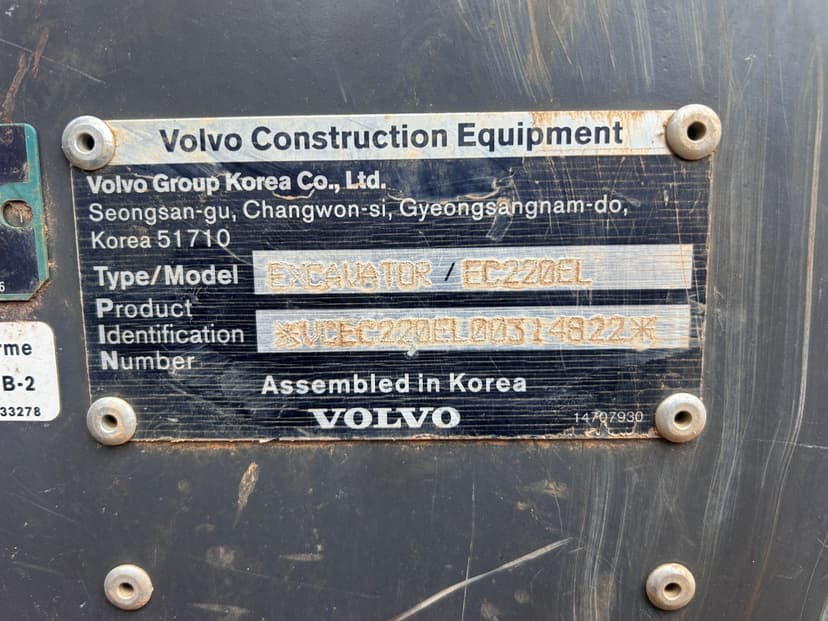 Volvo Construction Equipment
Volvo Group Korea Co., Ltd.
Seongsan-gu, Changwon-si, Gyeongsangnam-do,
Korea 51710
Type/Model EXCAVATOR / EC220EL
Product
Identification *VCEC220EL00314822*
Number
Assembled in Korea
VOLVO
14707930
6
rme
B-2
33278